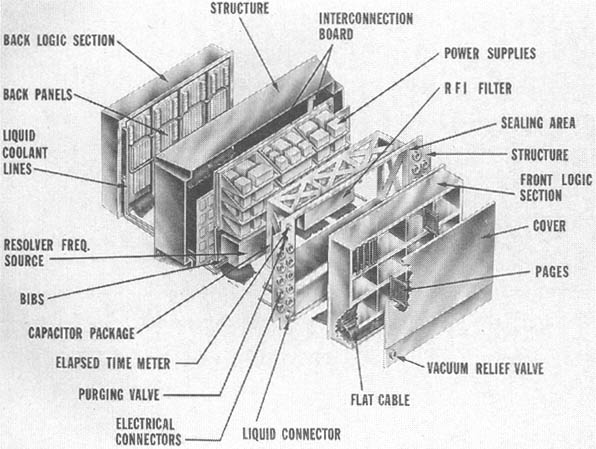 STRUCTURE
INTERCONNECTION
BOARD
BACK LOGIC SECTION
POWER SUPPLIES
BACK PANELS
RFI FILTER
LIQUID
COOLANT
LINES
SEALING AREA
STRUCTURE
FRONT LOGIC
SECTION
COVER
RESOLVER FREQ.
SOURCE
PAGES
BIBS
CAPACITOR PACKAGE
ELAPSED TIME METER
VACUUM RELIEF VALVE
PURGING VALVE
FLAT CABLE
ELECTRICAL
CONNECTORS
LIQUID CONNECTOR